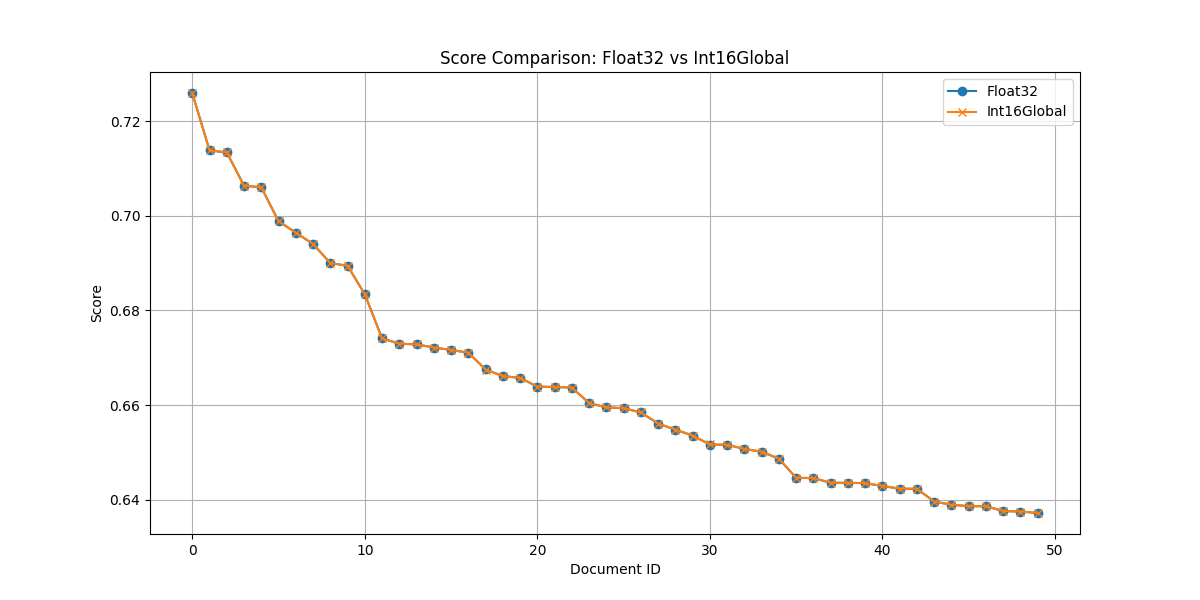 Score Comparison: Float32 vs Int16Global
Float32
Int16Global
0.72
0.70
0.68
0.66
0.64
Score
0 10 20 30 40 50
Document ID